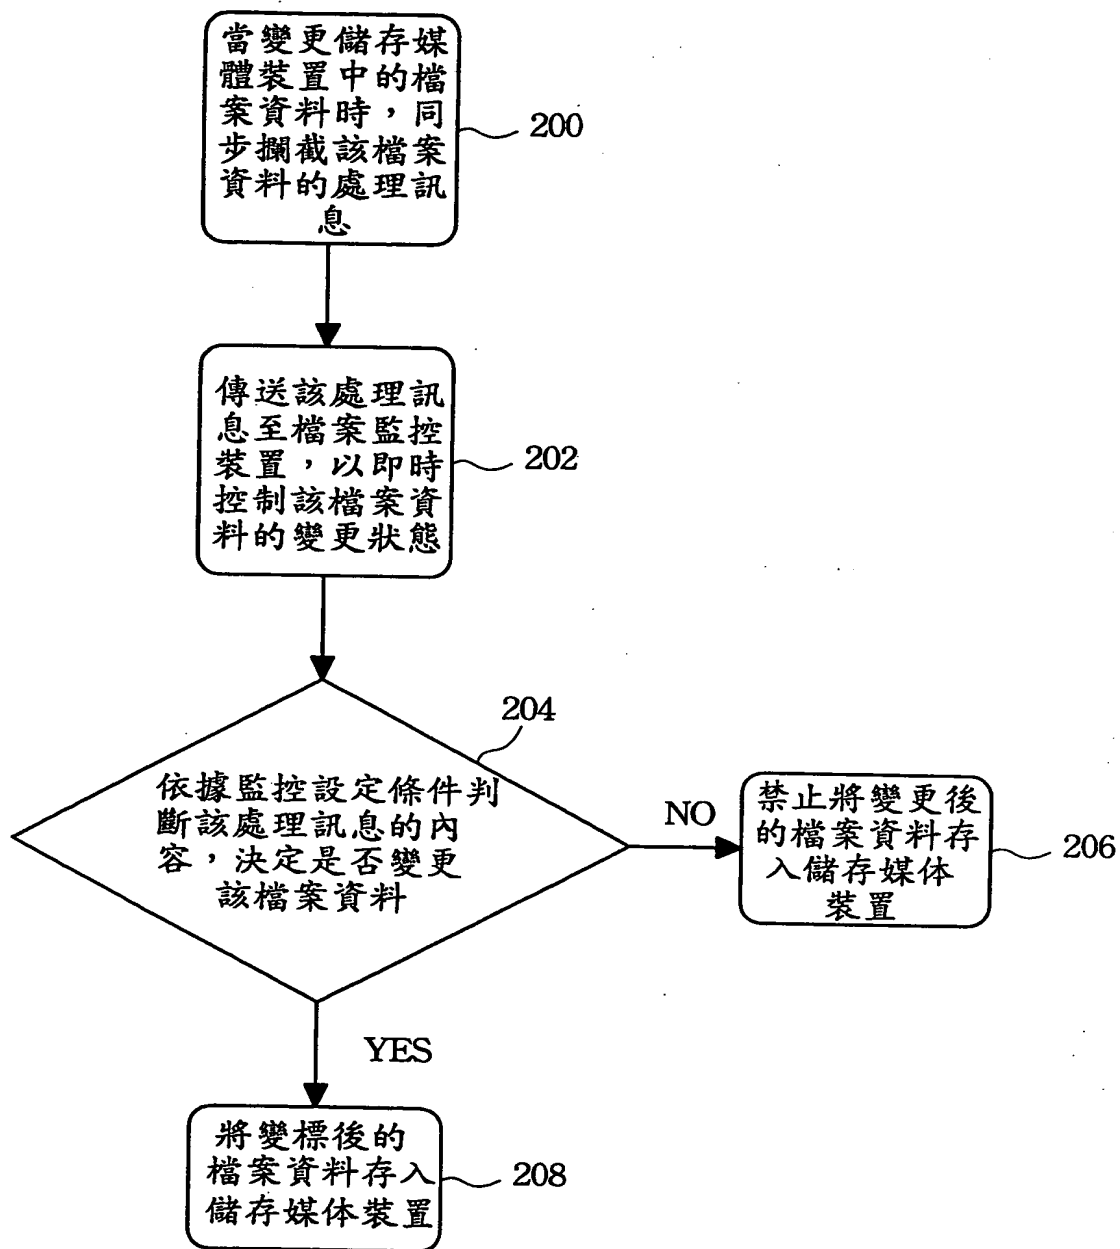 當變更儲存媒
體裝置中的檔
案資料時，同
步攔截該檔案
資料的處理訊
息
200
傳送該處理訊
息至檔案監控
裝置，以即時
控制該檔案資
料的變更狀態
202
204
依據監控設定條件判
斷該處理訊息的內
容，決定是否變更
該檔案資料
NO
禁止將變更後
的檔案資料存
入儲存媒体
裝置
206
YES
將變標後的
檔案資料存入
儲存媒体裝置
208